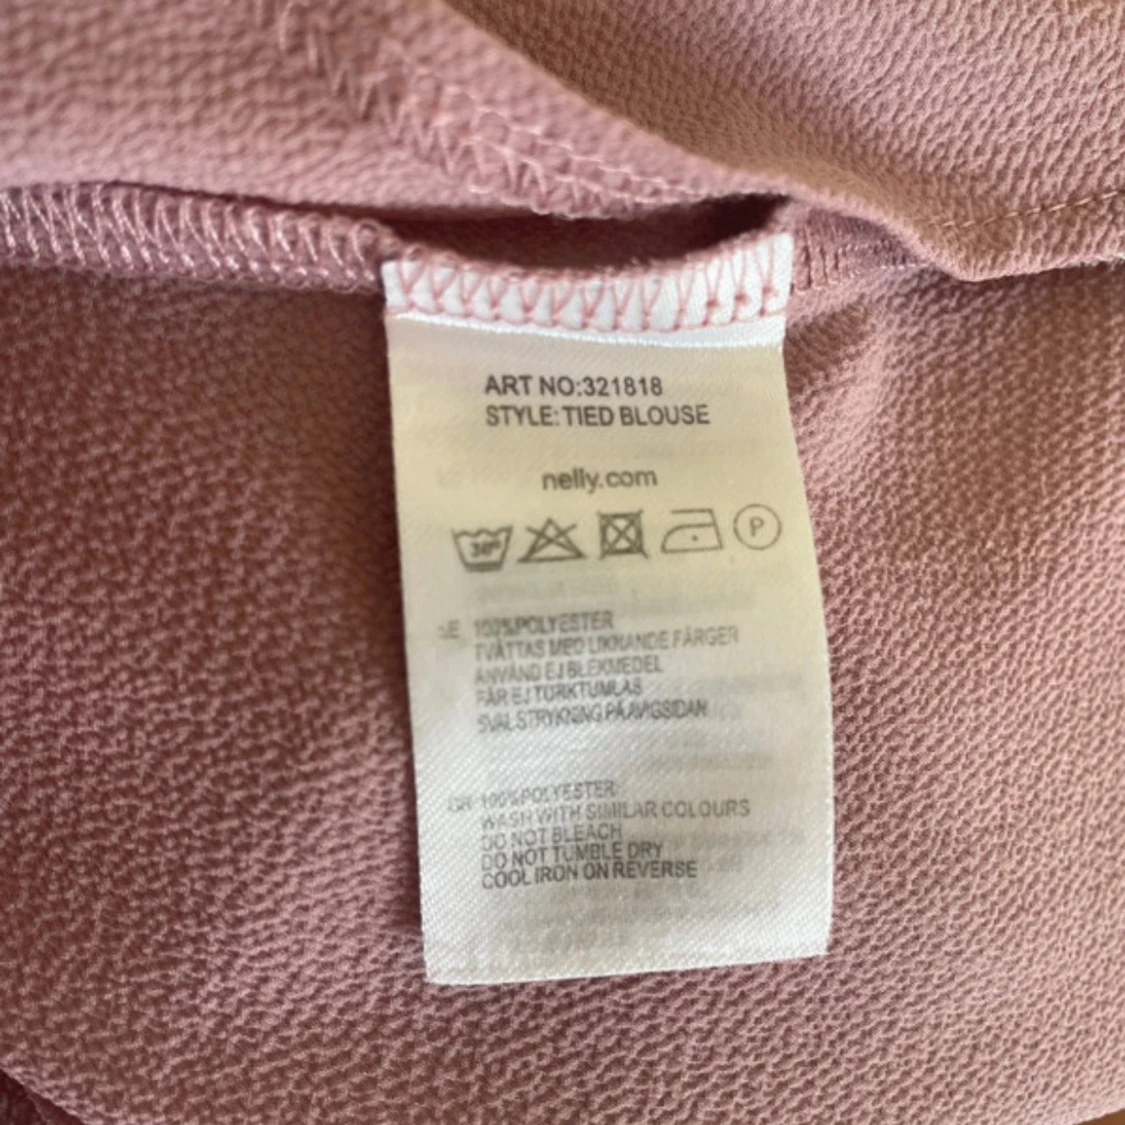 ART NO:321818
STYLE: TIED BLOUSE
nelly.com
30°
P
SE 100%POLYESTER
TVÄTTAS MED LIKNANDE FÄRGER
ANVÄND EJ BLEKMEDEL
FÅR EJ TORKTUMLAS
SVAL STRYKNING PÅ AVIGSIDAN
100%POLYESTER
WASH WITH SIMILAR COLOURS
DO NOT BLEACH
DO NOT TUMBLE DRY
COOL IRON ON REVERSE